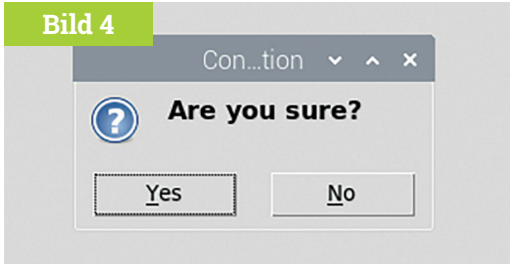 Bild 4
Con...tion
Are you sure?
Yes
No